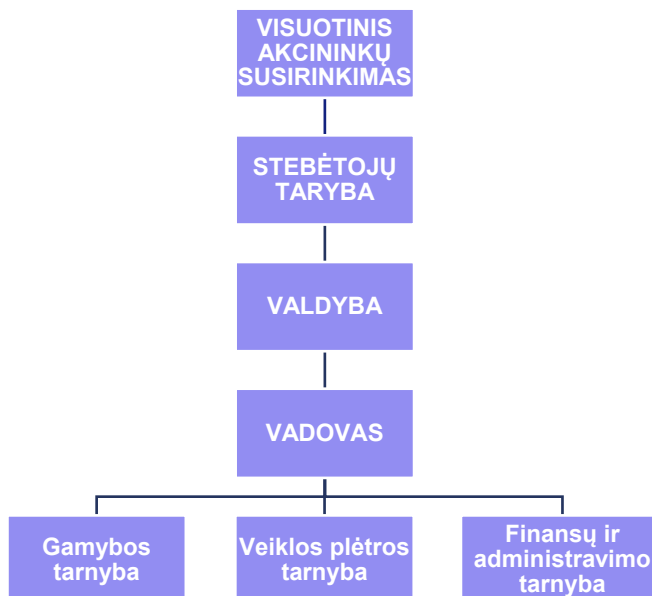 VISUOTINIS
AKCININKŲ
SUSIRINKIMAS
STEBĖTOJŲ
TARYBA
VALDYBA
VADOVAS
Gamybos
tarnyba
Veiklos plėtros
tarnyba
Finansų ir
administravimo
tarnyba